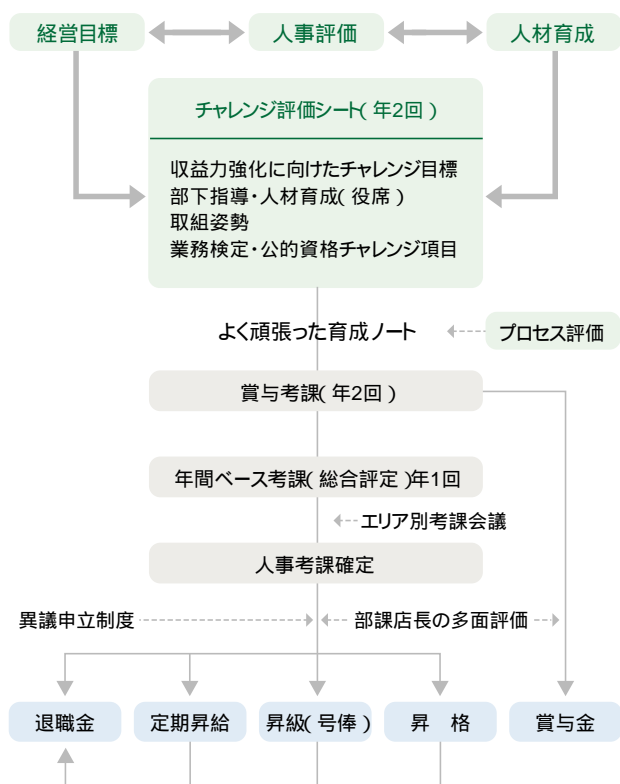 経営目標
人事評価
人材育成
チャレンジ評価シート(年2回)
収益力強化に向けたチャレンジ目標
部下指導・人材育成(役席)
取組姿勢
業務検定・公的資格チャレンジ項目
よく頑張った育成ノート
プロセス評価
賞与考課(年2回)
年間ベース考課(総合評定)年1回
エリア別考課会議
人事考課確定
異議申立制度
部課店長の多面評価
退職金
定期昇給
昇級(号俸)
昇　格
賞与金